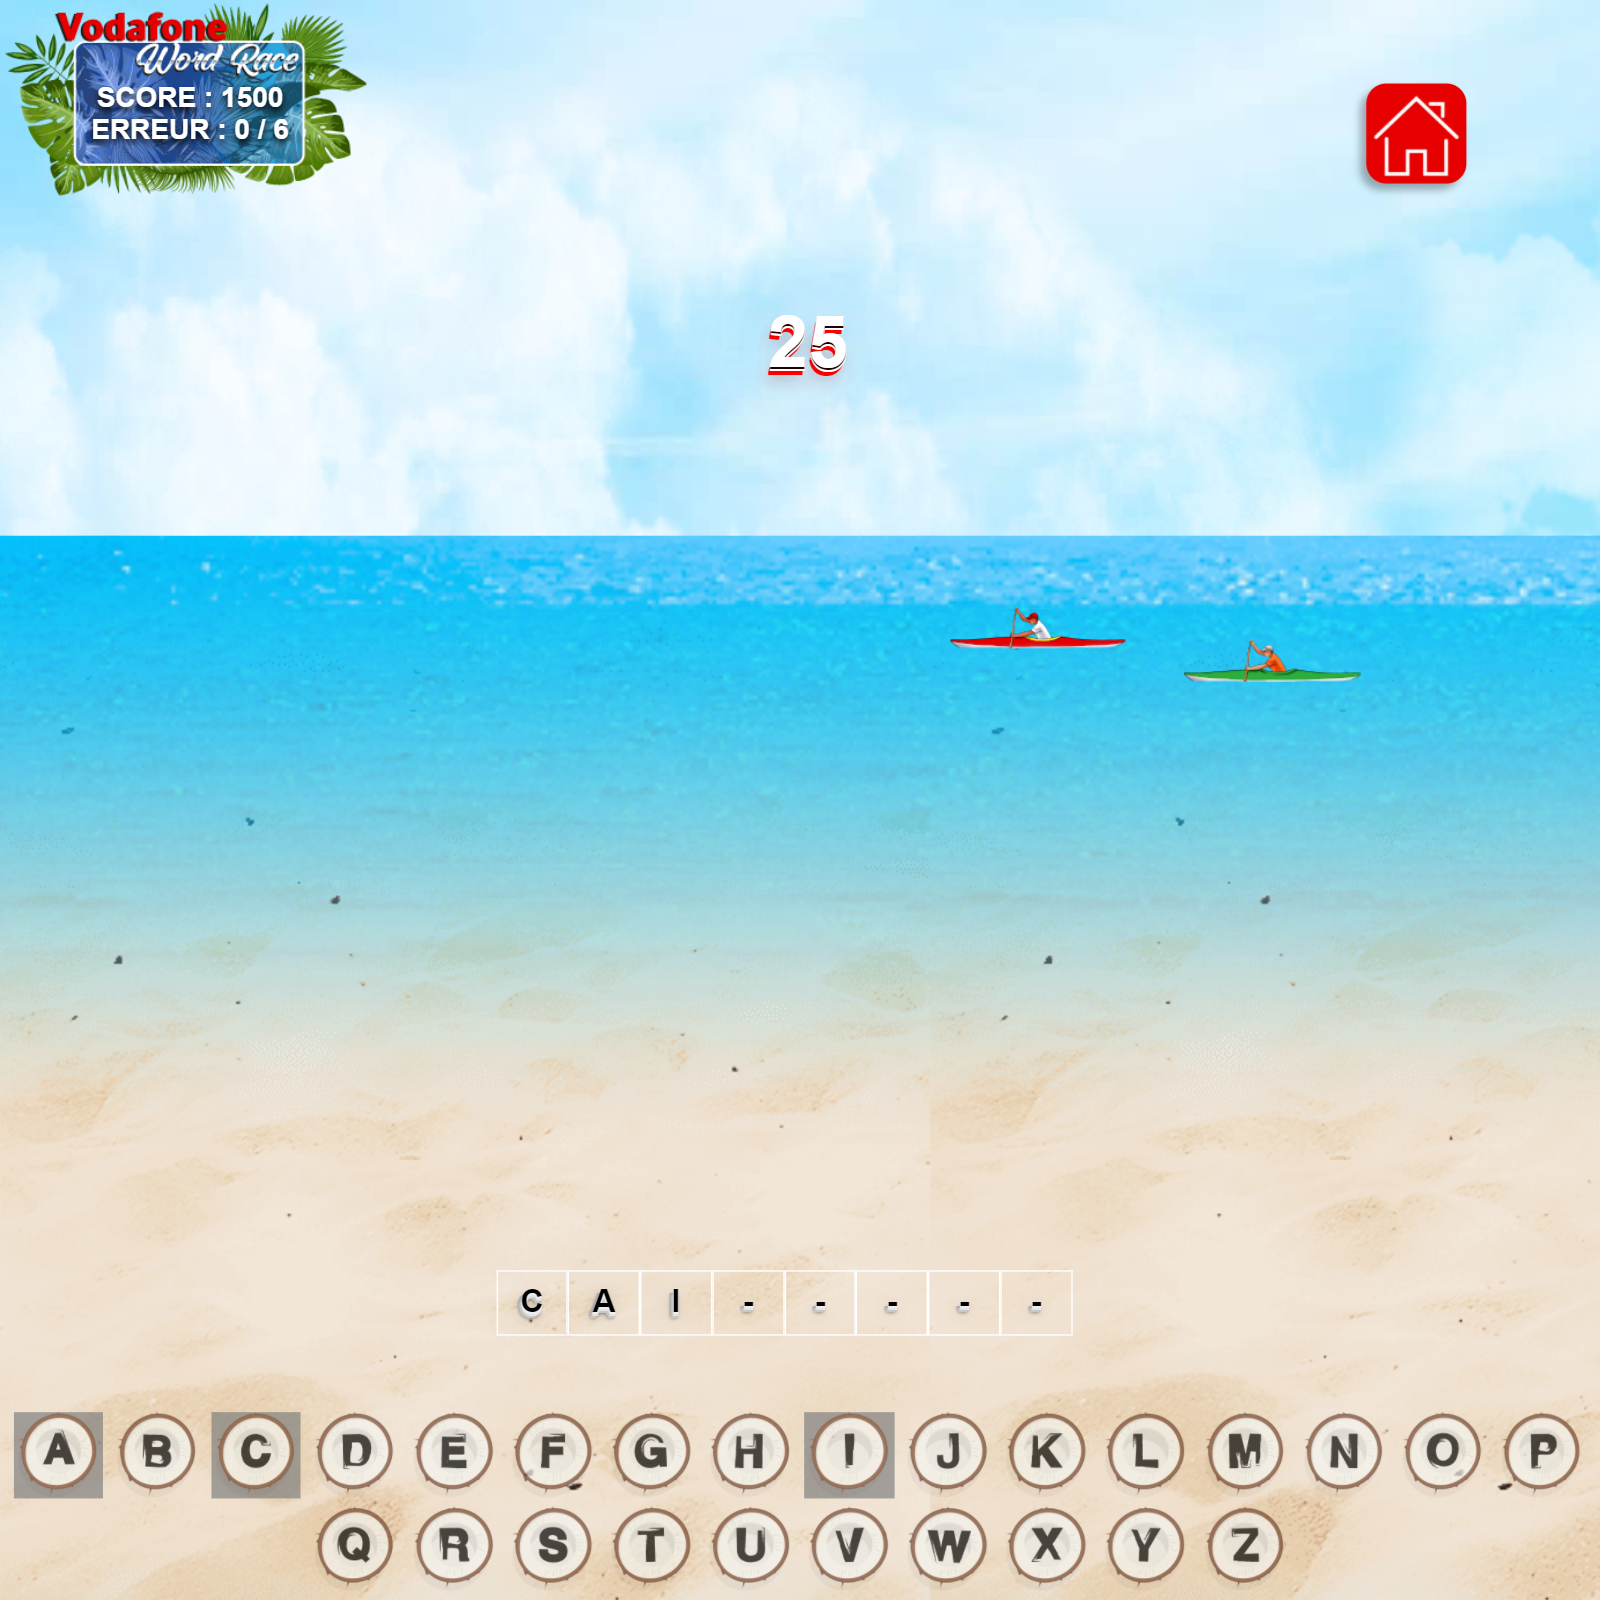 Vodafone
Word Race
SCORE : 1500
ERREUR : 0 / 6
25
C A I - - - - -
A B C D E F G H I J K L M N O P
Q R S T U V W X Y Z